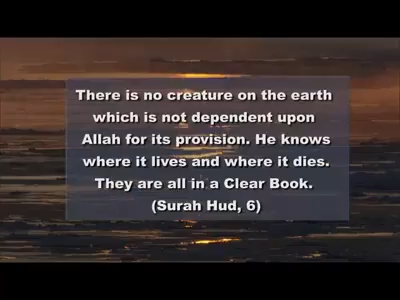 There is no creature on the earth
which is not dependent upon
Allah for its provision. He knows
where it lives and where it dies.
They are all in a Clear Book.
(Surah Hud, 6)